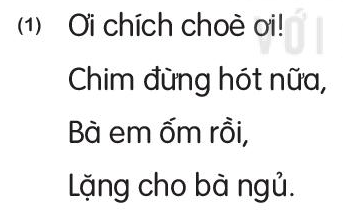 (1) Ơi chích choè ơi!
Chim đừng hót nữa,
Bà em ốm rồi,
Lặng cho bà ngủ.